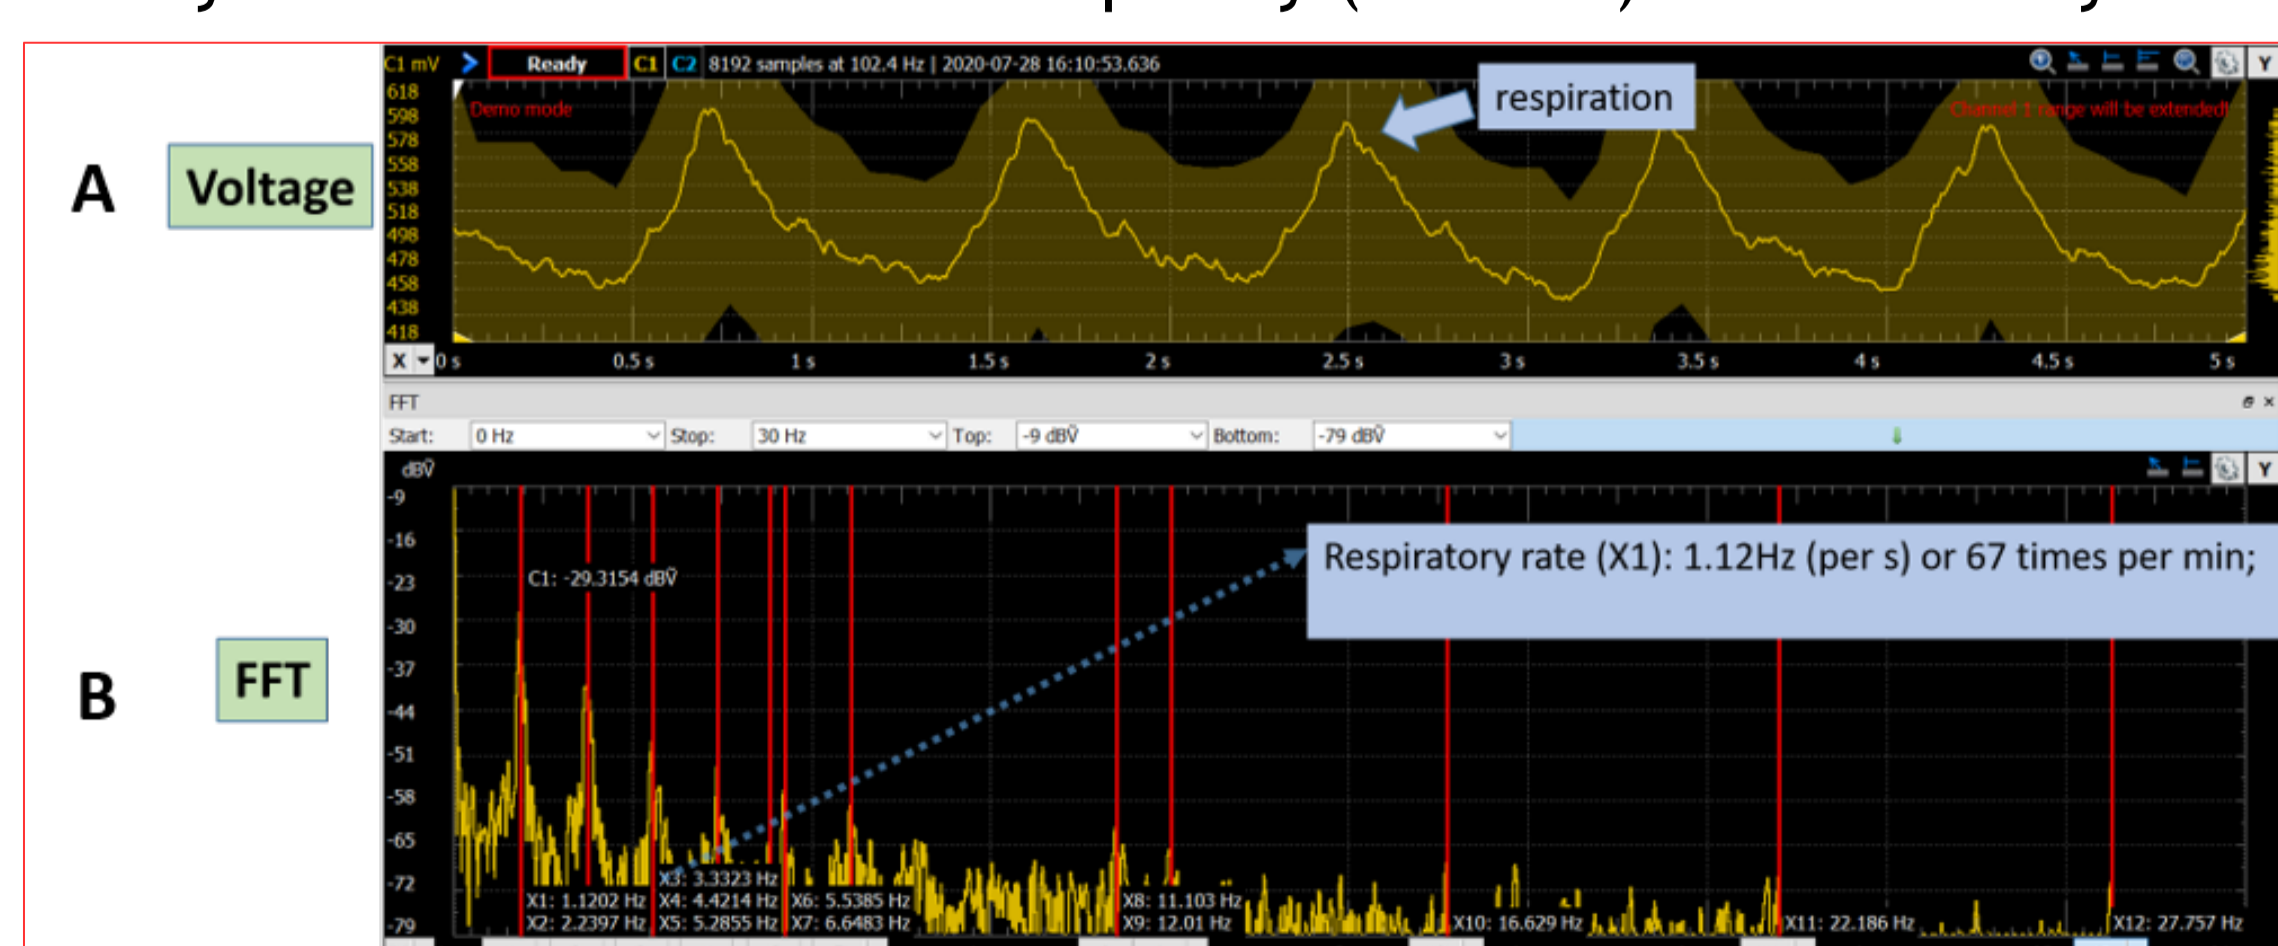 C1 mV Ready C1 C2 8192 samples at 102.4 Hz | 2020-07-28 16:10:53.636 Y
respiration
618
598
578
558
538
518
498
478
458
438
418
Demo mode
Channel 1 range will be extended!
A
Voltage
X 0 s 0.5 s 1 s 1.5 s 2 s 2.5 s 3 s 3.5 s 4 s 4.5 s 5 s
FFT
Start: 0 Hz Stop: 30 Hz Top: -9 dBṼ Bottom: -79 dBṼ
dBṼ Y
-9
-16
-23
-30
-37
-44
-51
-58
-65
-72
-79
C1: -29.3154 dBṼ
Respiratory rate (X1): 1.12Hz (per s) or 67 times per min;
B
FFT
X3: 3.3323 Hz
X1: 1.1202 Hz X4: 4.4214 Hz X6: 5.5385 Hz X8: 11.103 Hz
X2: 2.2397 Hz X5: 5.2855 Hz X7: 6.6483 Hz X9: 12.01 Hz X10: 16.629 Hz X11: 22.186 Hz X12: 27.757 Hz